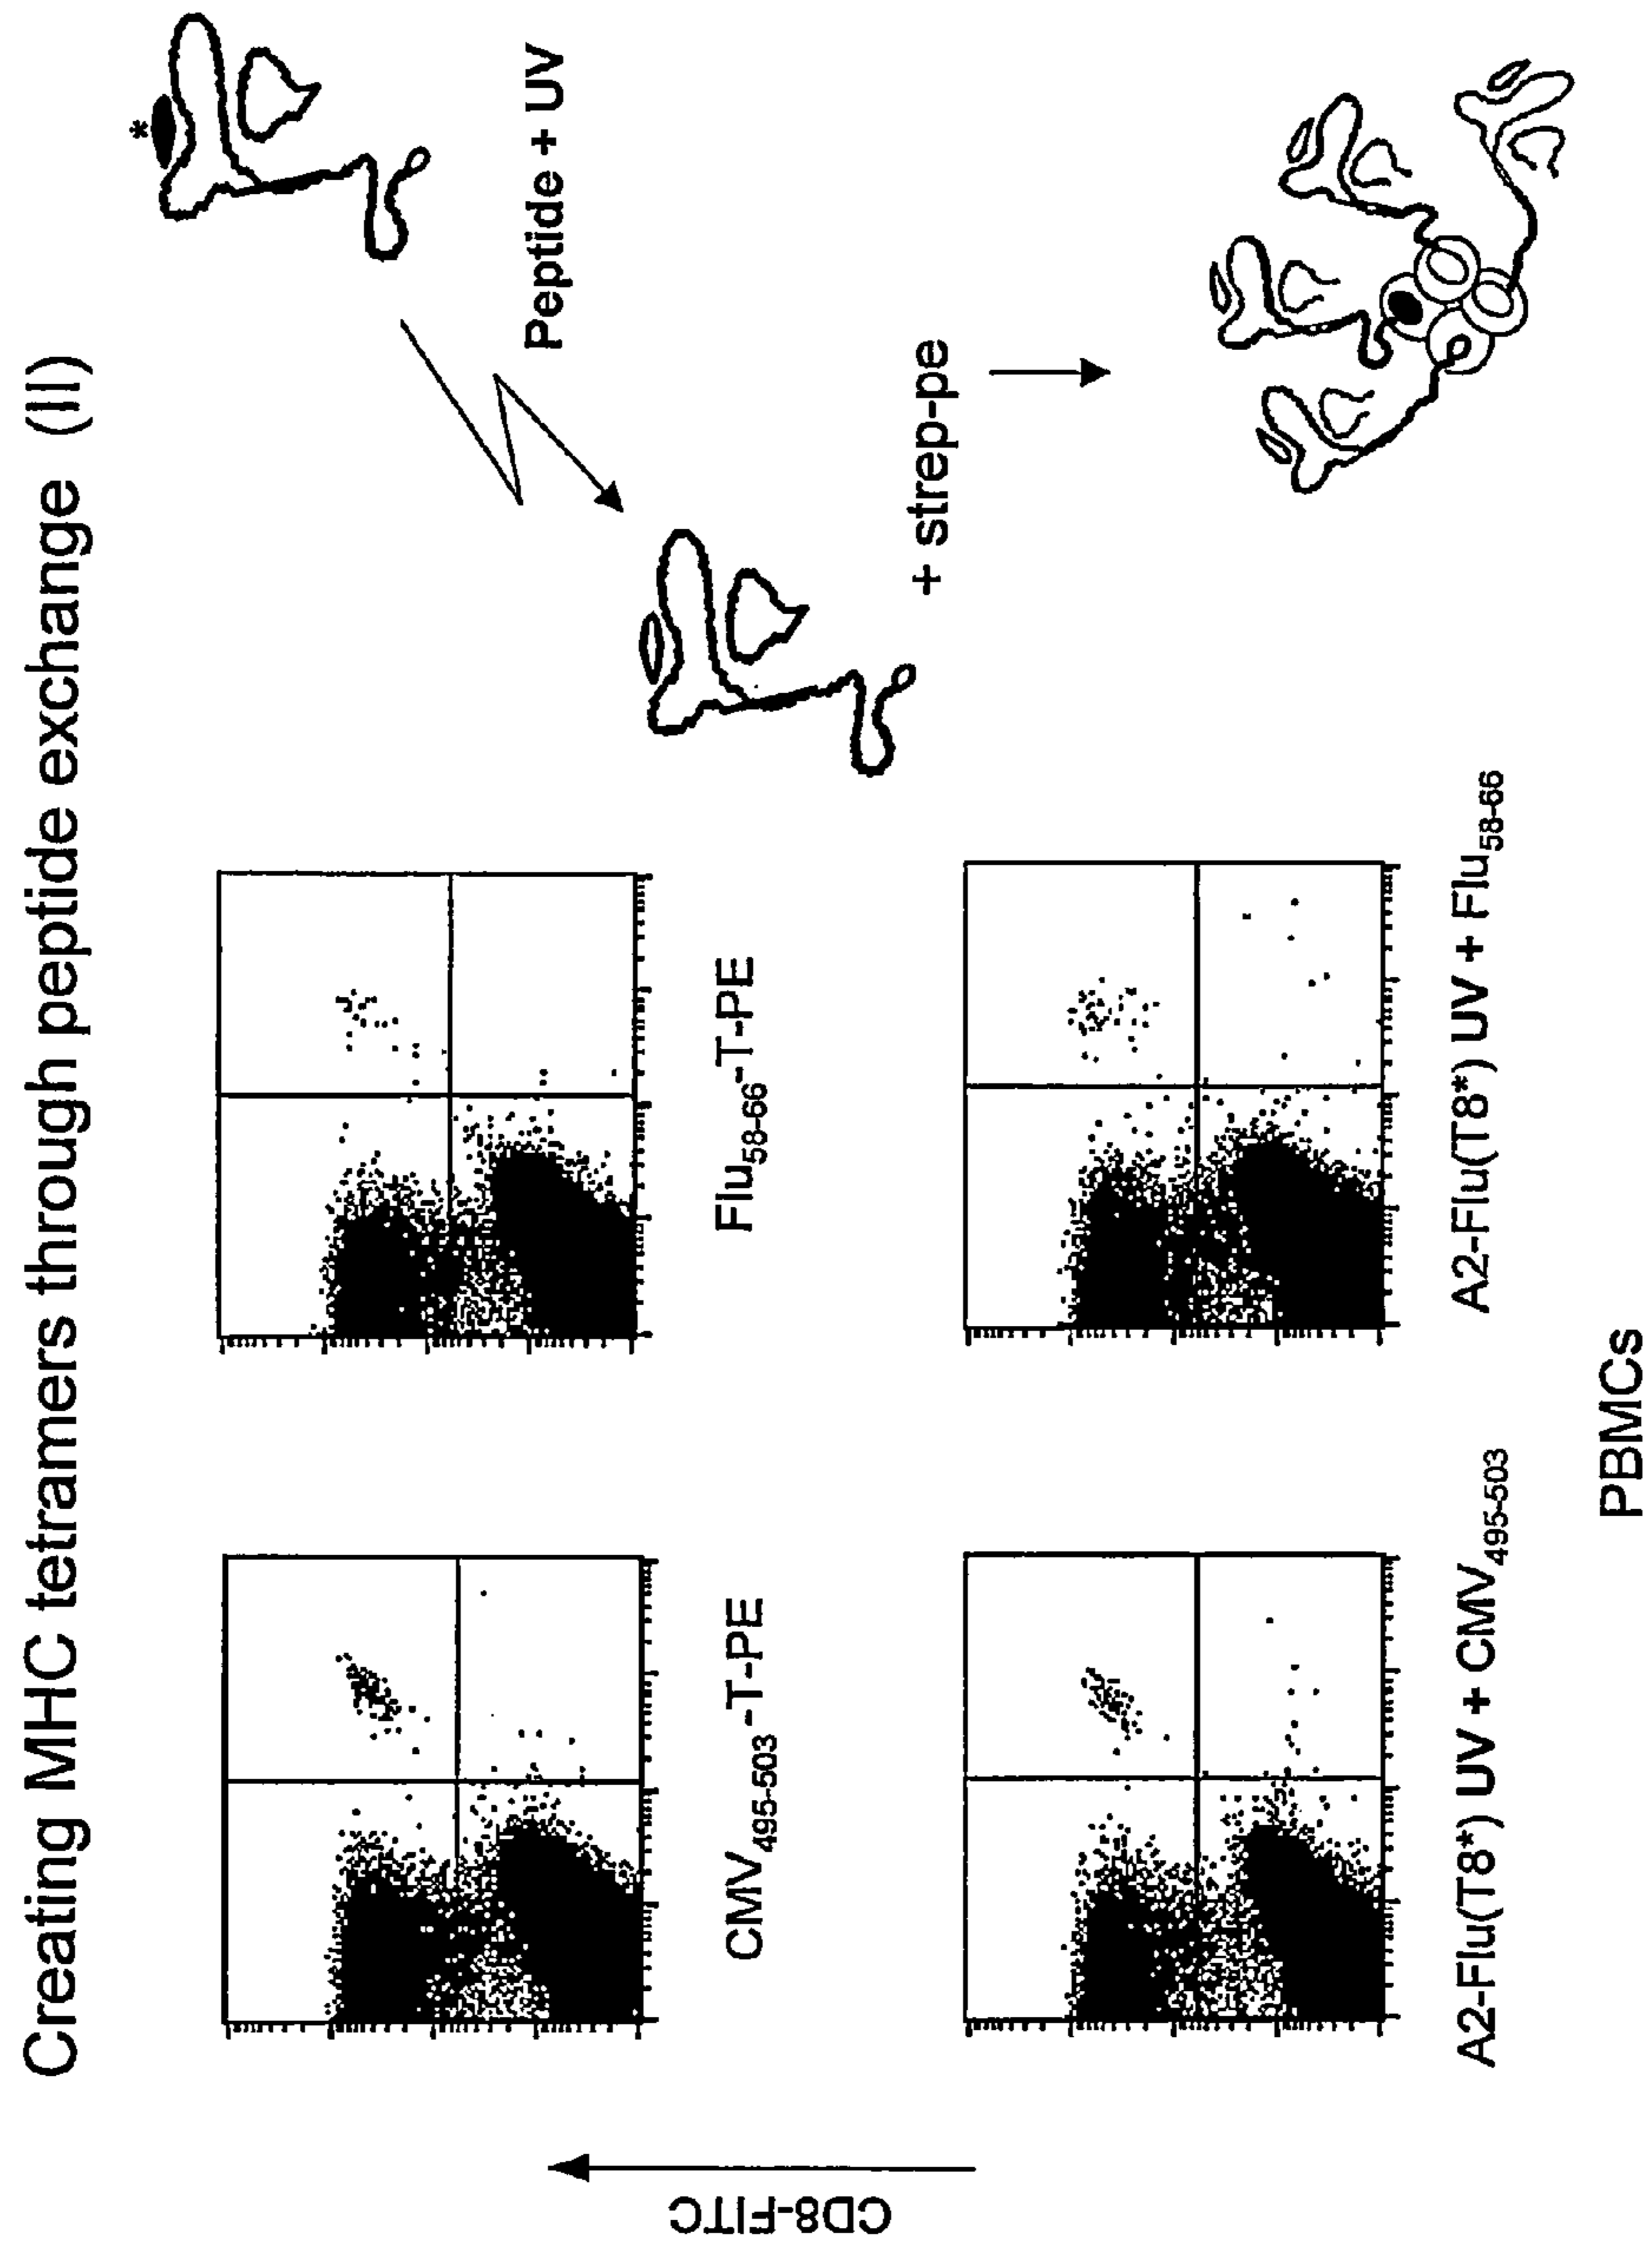 Creating MHC tetramers through peptide exchange (II)
CD8-FITC
CMV495-503-T-PE
Flu58-66-T-PE
A2-Flu(T8*) UV + CMV495-503
A2-Flu(T8*) UV + Flu58-66
PBMCs
*
Peptide + UV
+ strep-pe